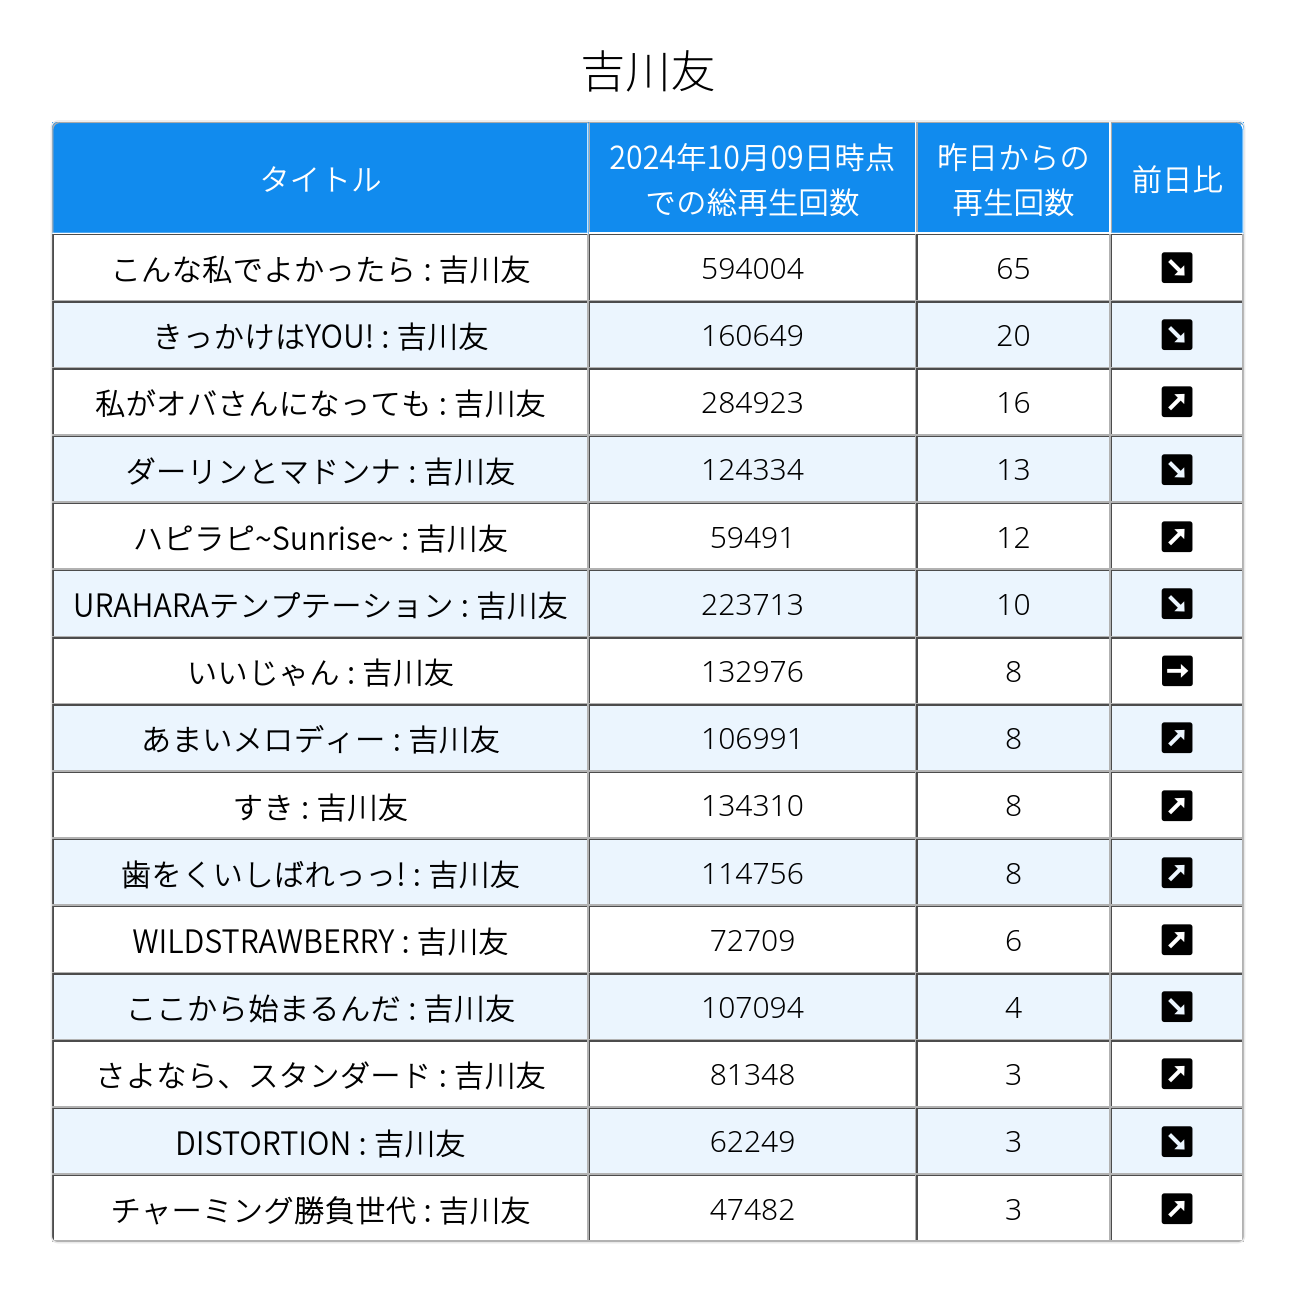 吉川友
タイトル
2024年10月09日時点
での総再生回数
昨日からの
再生回数
前日比
こんな私でよかったら : 吉川友 594004 65 ↘
きっかけはYOU! : 吉川友 160649 20 ↘
私がオバさんになっても : 吉川友 284923 16 ↗
ダーリンとマドンナ : 吉川友 124334 13 ↘
ハピラピ~Sunrise~ : 吉川友 59491 12 ↗
URAHARAテンプテーション : 吉川友 223713 10 ↘
いいじゃん : 吉川友 132976 8 →
あまいメロディー : 吉川友 106991 8 ↗
すき : 吉川友 134310 8 ↗
歯をくいしばれっっ! : 吉川友 114756 8 ↗
WILDSTRAWBERRY : 吉川友 72709 6 ↗
ここから始まるんだ : 吉川友 107094 4 ↘
さよなら、スタンダード : 吉川友 81348 3 ↗
DISTORTION : 吉川友 62249 3 ↘
チャーミング勝負世代 : 吉川友 47482 3 ↗